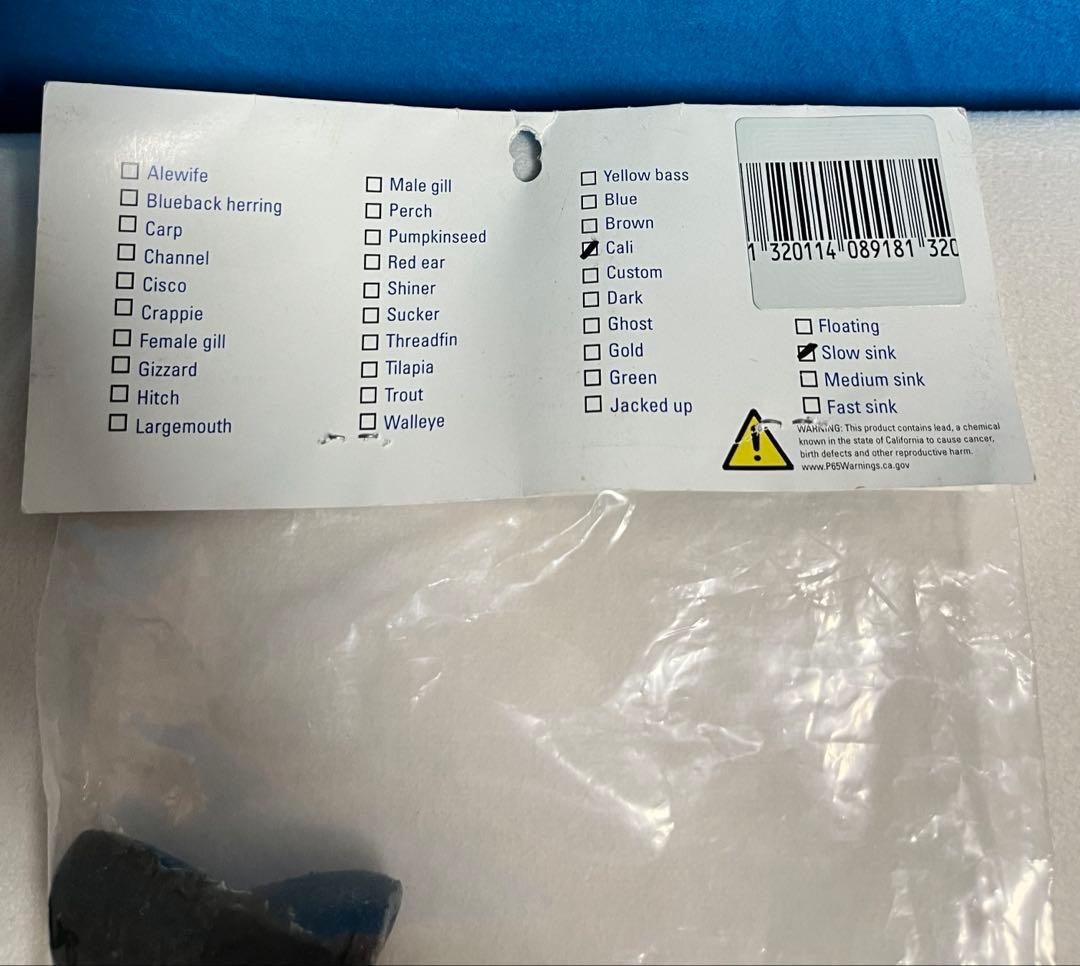 Alewife
Blueback herring
Carp
Channel
Cisco
Crappie
Female gill
Gizzard
Hitch
Largemouth
Male gill
Perch
Pumpkinseed
Red ear
Shiner
Sucker
Threadfin
Tilapia
Trout
Walleye
Yellow bass
Blue
Brown
Cali
Custom
Dark
Ghost
Gold
Green
Jacked up
1 320114 089181 320
Floating
Slow sink
Medium sink
Fast sink
WARNING: This product contains lead, a chemical
known in the state of California to cause cancer,
birth defects and other reproductive harm.
www.P65Warnings.ca.gov